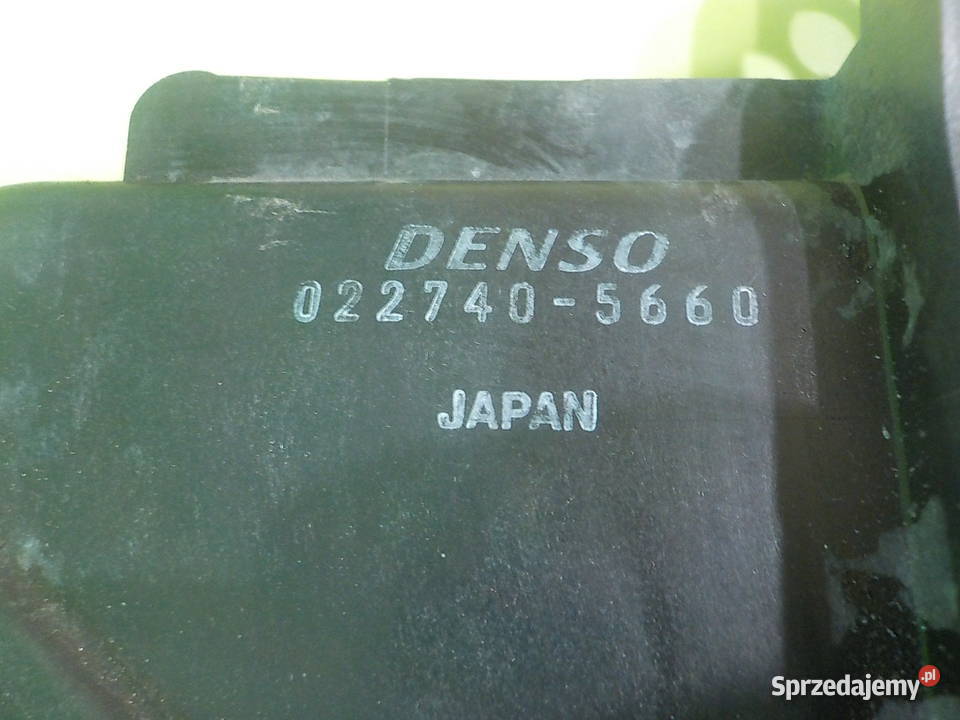 DENSO
022740-5660
JAPAN
Sprzedajemy.pl